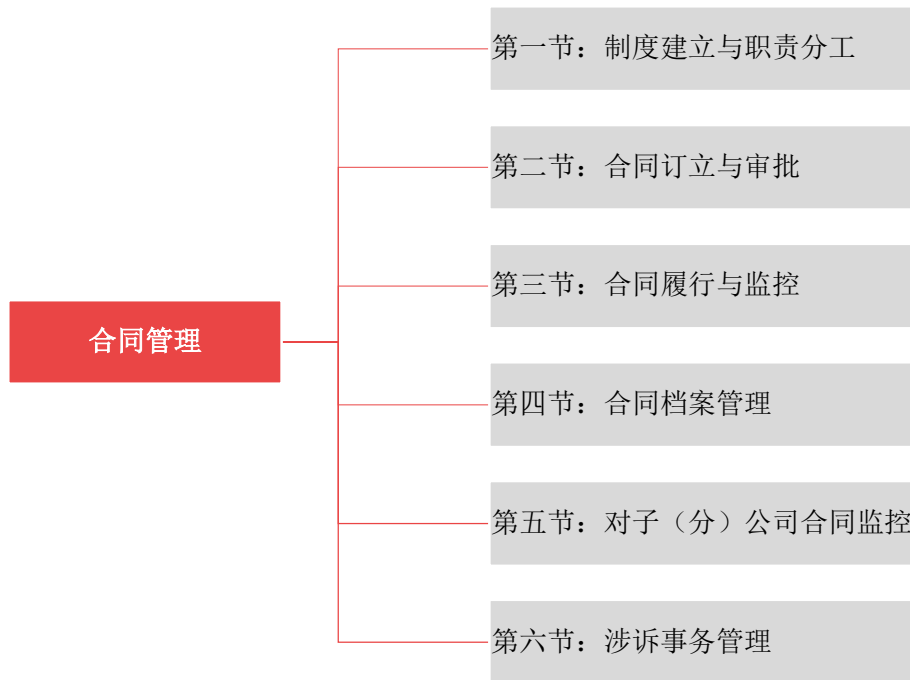 合同管理
第一节：制度建立与职责分工
第二节：合同订立与审批
第三节：合同履行与监控
第四节：合同档案管理
第五节：对子（分）公司合同监控
第六节：涉诉事务管理